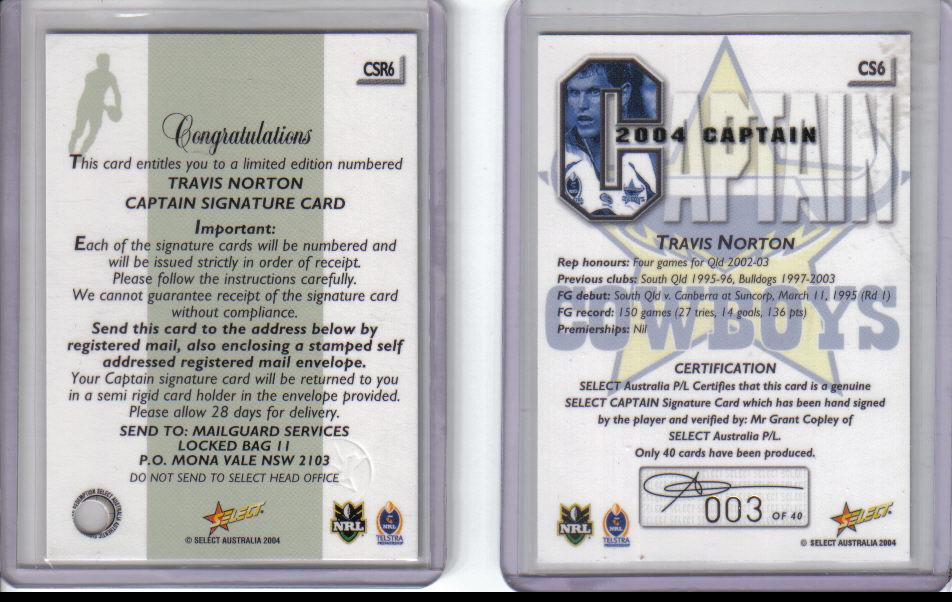 CSR6
Congratulations
This card entitles you to a limited edition numbered
TRAVIS NORTON
CAPTAIN SIGNATURE CARD
Important:
Each of the signature cards will be numbered and
will be issued strictly in order of receipt.
Please follow the instructions carefully.
We cannot guarantee receipt of the signature card
without compliance.
Send this card to the address below by
registered mail, also enclosing a stamped self
addressed registered mail envelope.
Your Captain signature card will be returned to you
in a semi rigid card holder in the envelope provided.
Please allow 28 days for delivery.
SEND TO: MAILGUARD SERVICES
LOCKED BAG 11
P.O. MONA VALE NSW 2103
DO NOT SEND TO SELECT HEAD OFFICE
SELECT
NRL
NRL
TELSTRA
PREMIERSHIP
© SELECT AUSTRALIA 2004
CS6
CAPTAIN
2004 CAPTAIN
TRAVIS NORTON
Rep honours: Four games for Qld 2002-03
Previous clubs: South Qld 1995-96, Bulldogs 1997-2003
FG debut: South Qld v. Canberra at Suncorp, March 11, 1995 (Rd 1)
FG record: 150 games (27 tries, 14 goals, 136 pts)
Premierships: Nil
COWBOYS
CERTIFICATION
SELECT Australia P/L Certifies that this card is a genuine
SELECT CAPTAIN Signature Card which has been hand signed
by the player and verified by: Mr Grant Copley of
SELECT Australia P/L.
Only 40 cards have been produced.
003 OF 40
NRL
NRL
TELSTRA
PREMIERSHIP
SELECT
© SELECT AUSTRALIA 2004